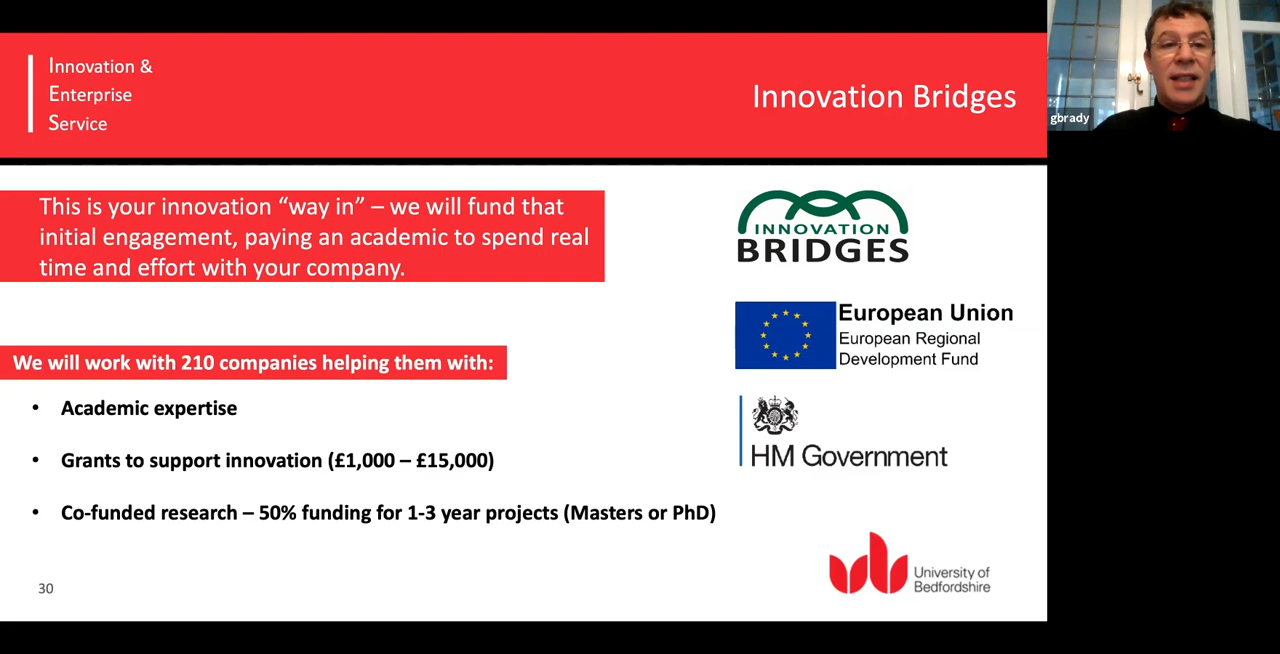 Innovation &
Enterprise
Service
Innovation Bridges
gbrady
This is your innovation “way in” – we will fund that
initial engagement, paying an academic to spend real
time and effort with your company.
INNOVATION
BRIDGES
European Union
European Regional
Development Fund
We will work with 210 companies helping them with:
• Academic expertise
• Grants to support innovation (£1,000 – £15,000)
• Co-funded research – 50% funding for 1-3 year projects (Masters or PhD)
HM Government
University of
Bedfordshire
30